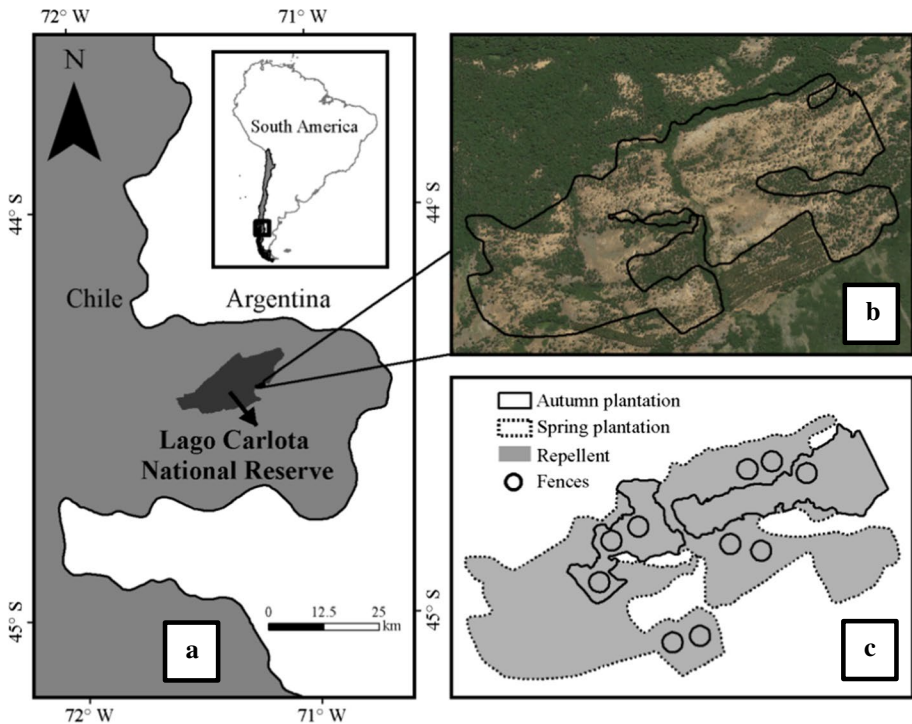 72° W
71° W
N
South America
44° S
44° S
Chile
Argentina
Lago Carlota
National Reserve
45° S
45° S
0
12.5
25
km
a
72° W
71° W
b
Autumn plantation
Spring plantation
Repellent
Fences
c